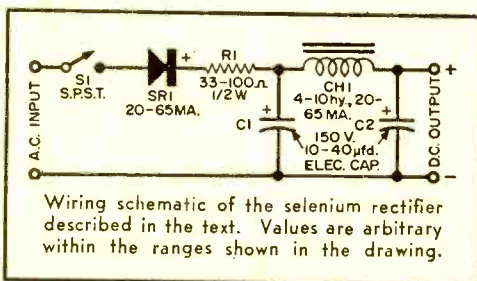 A.C. INPUT
S1
S.P.S.T.
SR1
20-65MA.
+
R1
33-100Ω
1/2W
+
C1
CH1
4-10hy., 20-
65 MA.
150 V.
10-40µfd.
ELEC. CAP.
+
C2
+
D.C. OUTPUT
−
Wiring schematic of the selenium rectifier
described in the text. Values are arbitrary
within the ranges shown in the drawing.